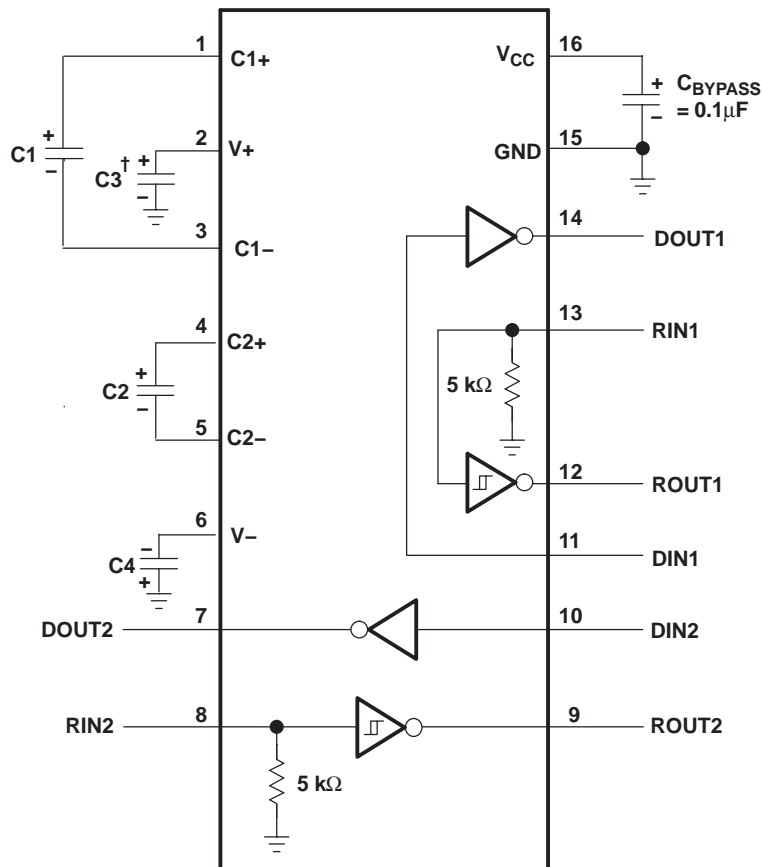 1 C1+ V_CC 16
+ C1 −
+ −
C_BYPASS
= 0.1μF
2 V+ GND 15
C3† + −
14 DOUT1
3 C1−
13 RIN1
4 C2+
5 kΩ
+ C2 −
5 C2−
12 ROUT1
6 V−
11 DIN1
− C4 +
DOUT2 7 10 DIN2
RIN2 8 9 ROUT2
5 kΩ